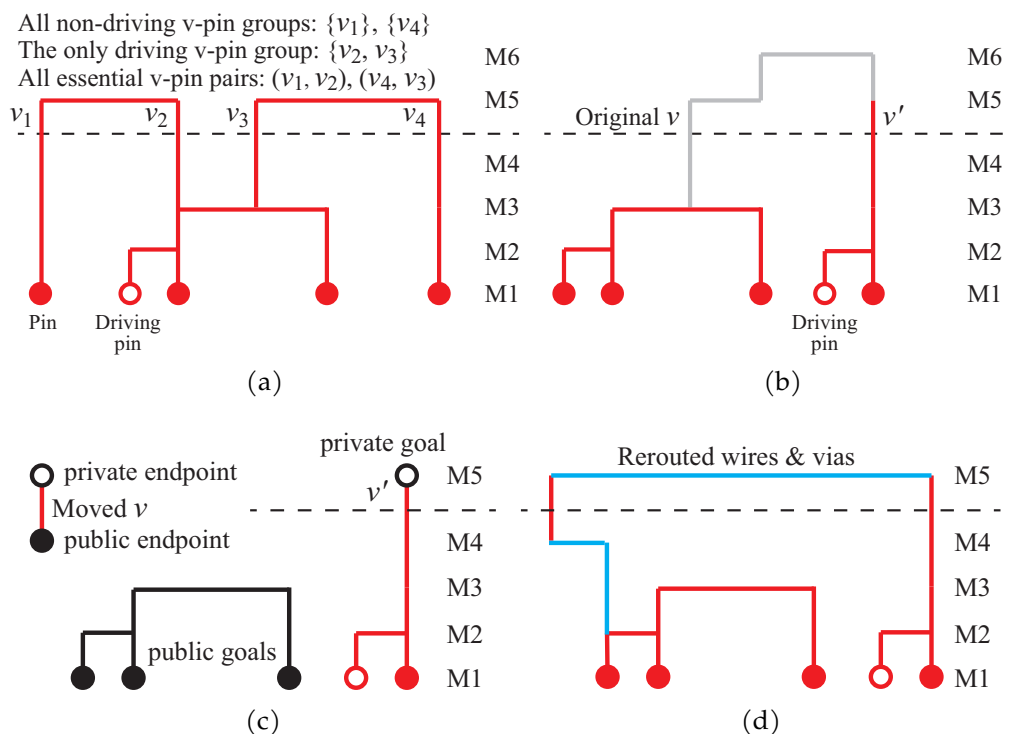 All non-driving v-pin groups: {v₁}, {v₄}
The only driving v-pin group: {v₂, v₃}
All essential v-pin pairs: (v₁, v₂), (v₄, v₃)
M6
M5
v₁ v₂ v₃ v₄
M4
M3
M2
M1
Pin
Driving
pin
(a)
M6
M5
Original v
v′
M4
M3
M2
M1
Driving
pin
(b)
private goal
private endpoint
M5
v′
Moved v
public endpoint
M4
M3
M2
public goals
M1
(c)
Rerouted wires & vias
M5
M4
M3
M2
M1
(d)